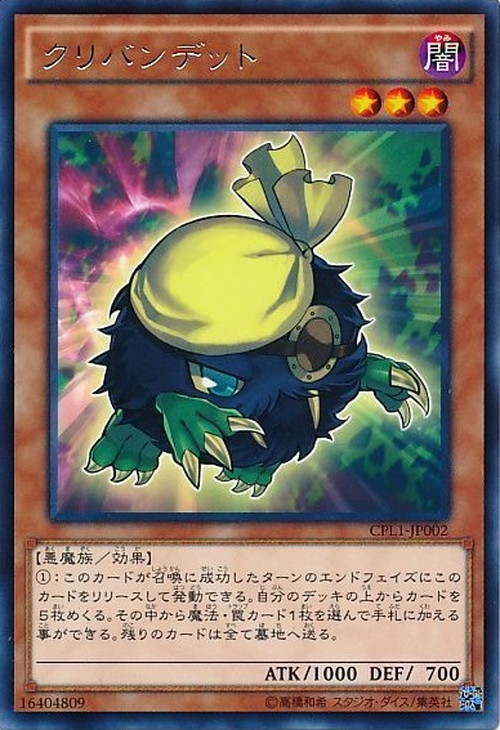 クリバンデット
やみ
闇
CPL1-JP002
【悪魔族/効果】
①：このカードが召喚に成功したターンのエンドフェイズにこの
カードをリリースして発動できる。自分のデッキの上からカードを
５枚めくる。その中から魔法・罠カード１枚を選んで手札に加える
事ができる。残りのカードは全て墓地へ送る。
ATK/1000 DEF/ 700
16404809 ©高橋和希 スタジオ・ダイス/集英社